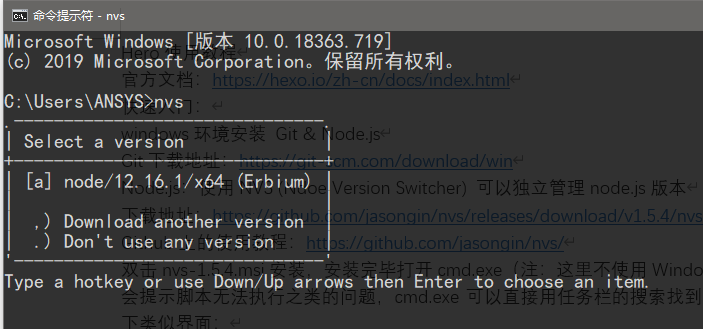 命令提示符 - nvs
Microsoft Windows [版本 10.0.18363.719]
(c) 2019 Microsoft Corporation。保留所有权利。
使用教程
官方文档：https://hexo.io/zh-cn/docs/index.html
C:\Users\ANSYS>nvs
快速入门：
windows 环境安装 Git & Node.js
Select a version
Git 下载地址：https://git-scm.com/download/win
[a] node/12.16.1/x64 (Erbium)
使用 NVS (Ndoe Version Switcher) 可以独立管理 node.js 版本
,) Download another version
下载地址：https://github.com/jasongin/nvs/releases/download/v1.5.4/nvs
.) Don't use any version
使用教程：https://github.com/jasongin/nvs/
双击 nvs-1.5.4.msi 安装，安装完毕打开 cmd.exe（注：这里不使用 Windo
Type a hotkey or use Down/Up arrows then Enter to choose an item.
会提示脚本无法执行之类的问题，cmd.exe 可以直接用任务栏的搜索找到
下类似界面：